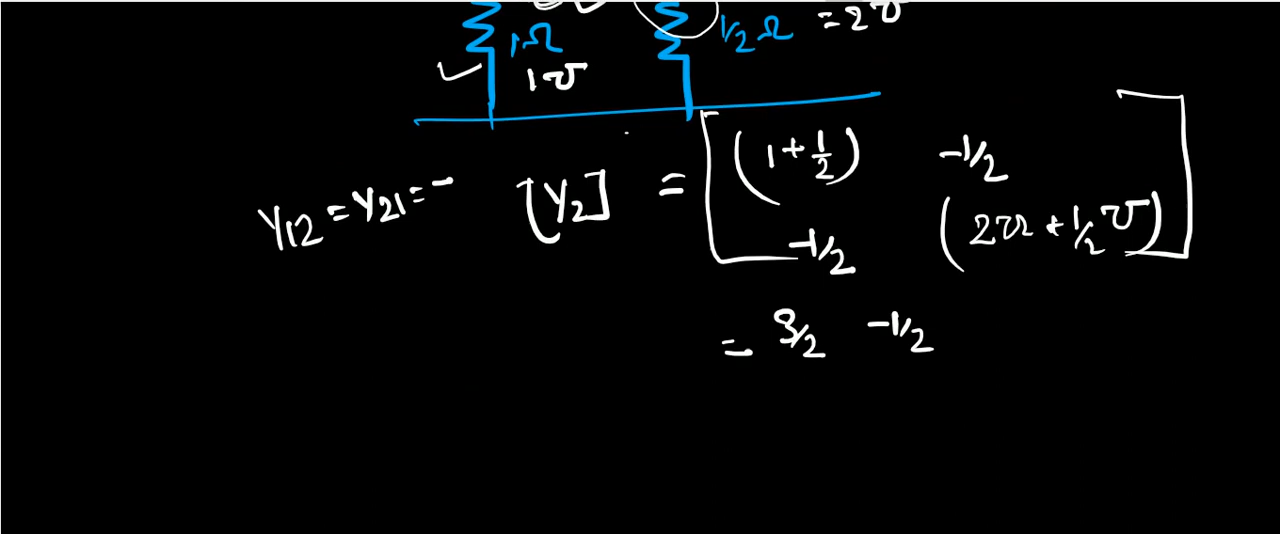 1Ω 1/2 Ω = 2 ℧
1℧
Y12 = Y21 = - [Y2] = [ (1 + 1/2) -1/2
-1/2 (2℧ + 1/2 ℧) ]
= 3/2 -1/2